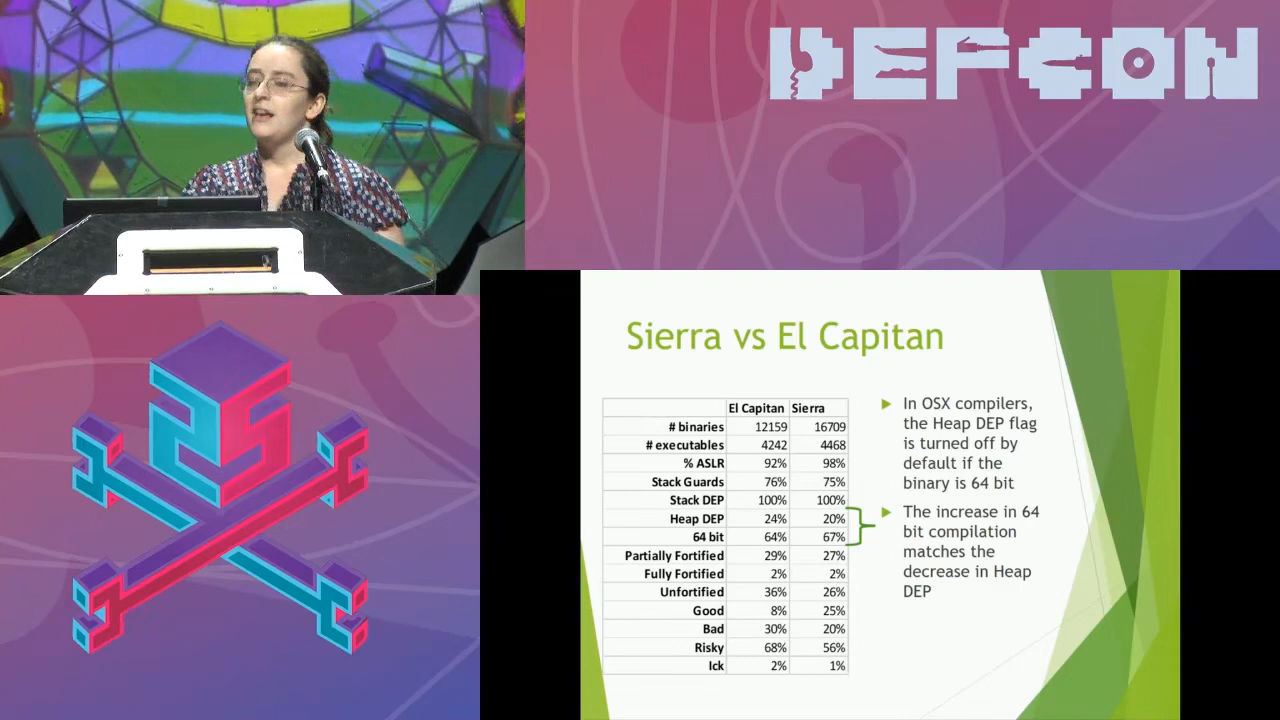 DEFCON
Sierra vs El Capitan
El Capitan Sierra
# binaries 12159 16709
# executables 4242 4468
% ASLR 92% 98%
Stack Guards 76% 75%
Stack DEP 100% 100%
Heap DEP 24% 20%
64 bit 64% 67%
Partially Fortified 29% 27%
Fully Fortified 2% 2%
Unfortified 36% 26%
Good 8% 25%
Bad 30% 20%
Risky 68% 56%
Ick 2% 1%
In OSX compilers,
the Heap DEP flag
is turned off by
default if the
binary is 64 bit
The increase in 64
bit compilation
matches the
decrease in Heap
DEP
25